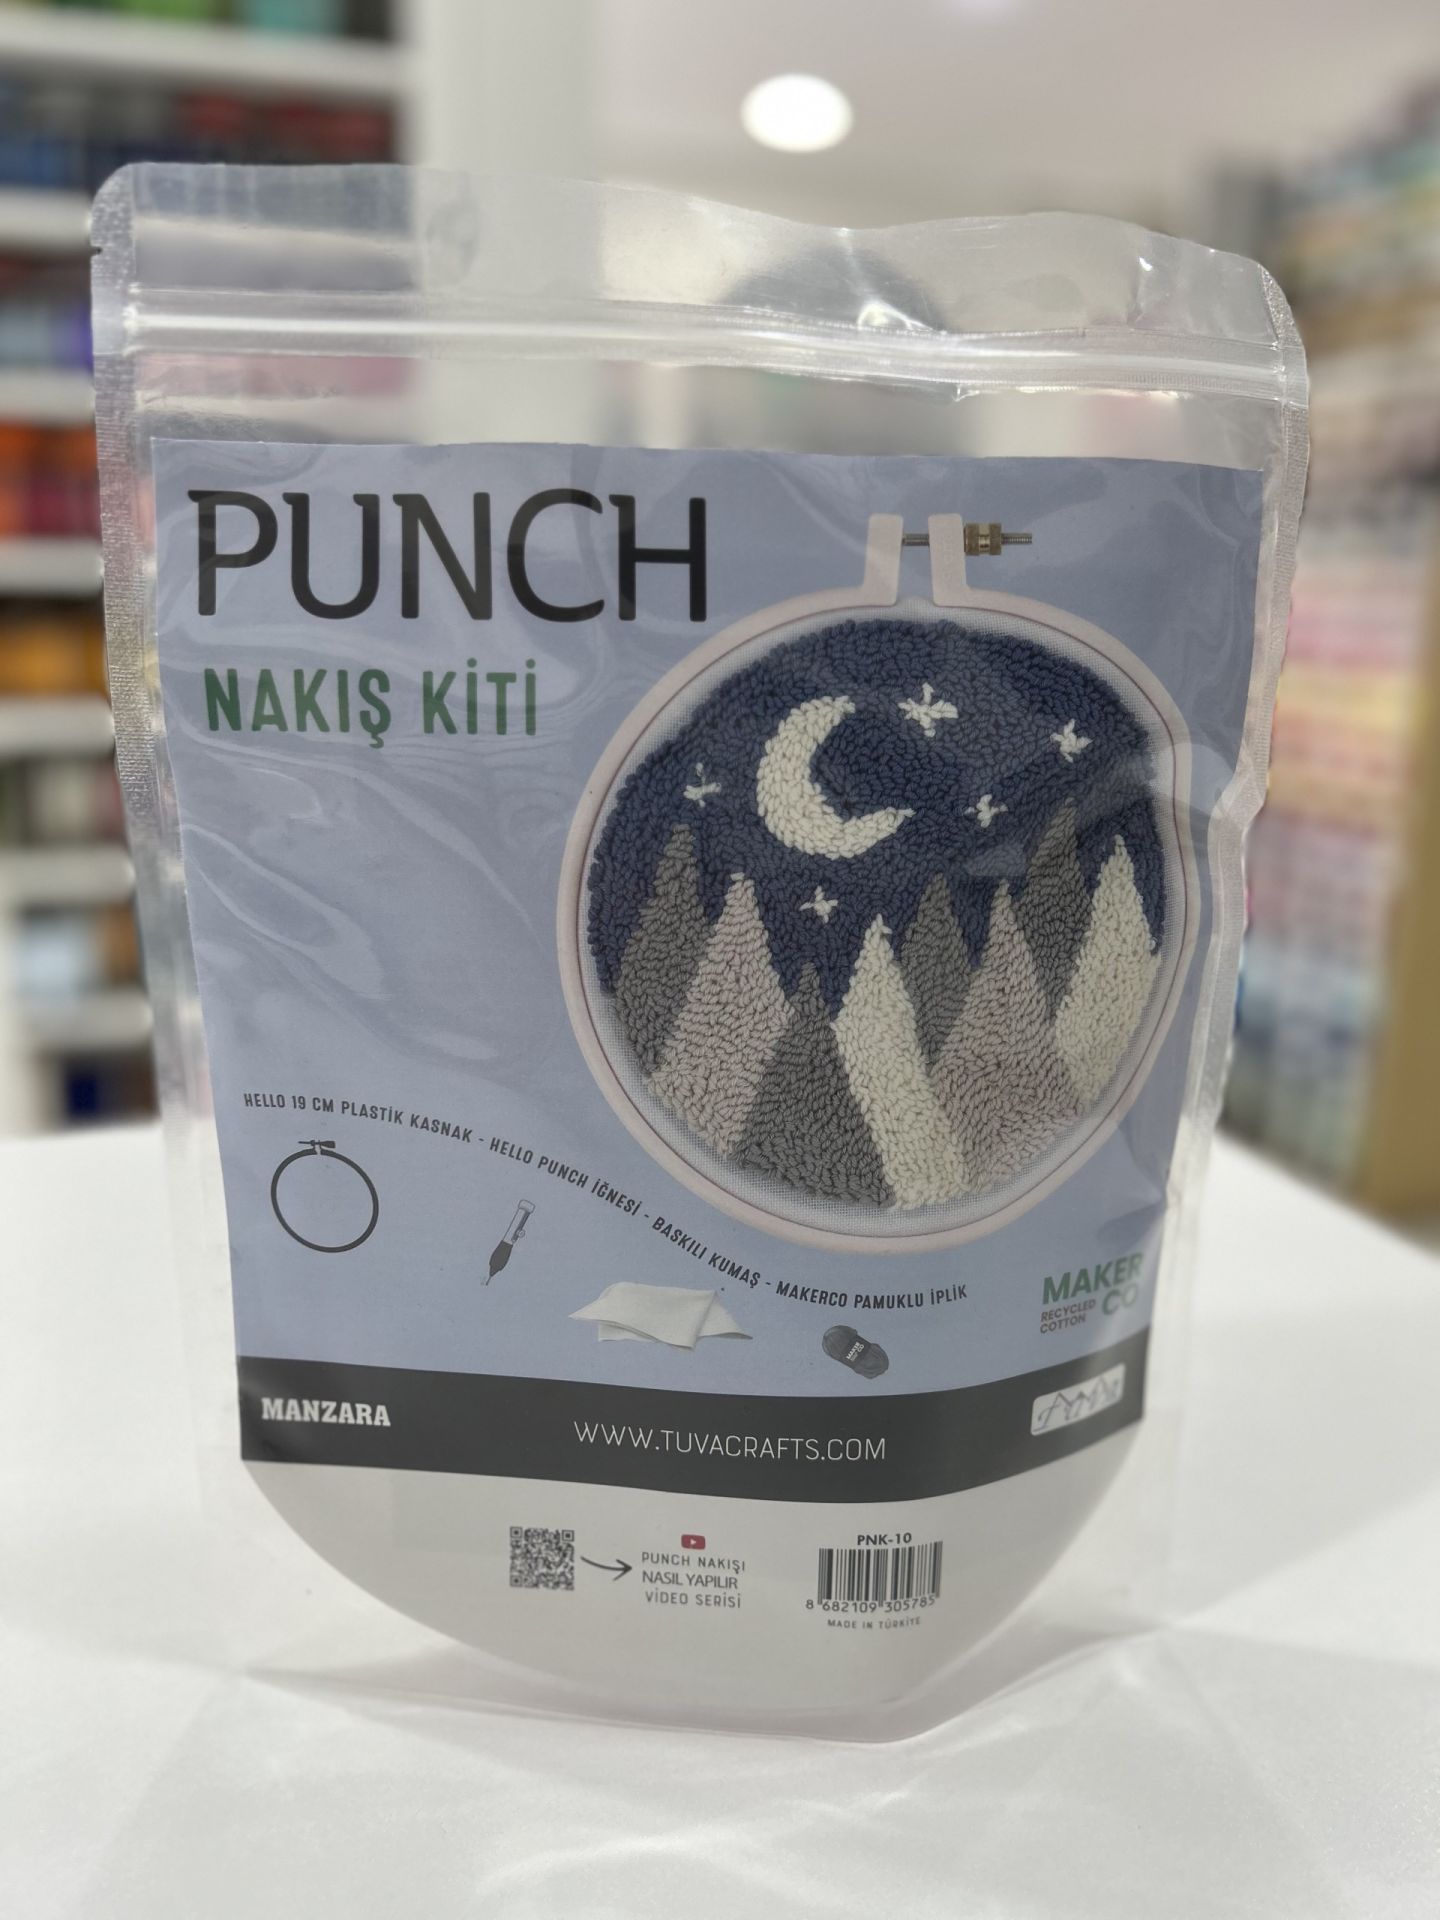 PUNCH
NAKIŞ KİTİ
HELLO 19 CM PLASTİK KASNAK - HELLO PUNCH İĞNESİ - BASKILI KUMAŞ - MAKERCO PAMUKLU İPLİK
MAKER
CO
MAKER
RECYCLED CO
COTTON
MANZARA
WWW.TUVACRAFTS.COM
PUNCH NAKIŞI
NASIL YAPILIR
VİDEO SERİSİ
PNK-10
8 682109 305785
MADE IN TÜRKİYE